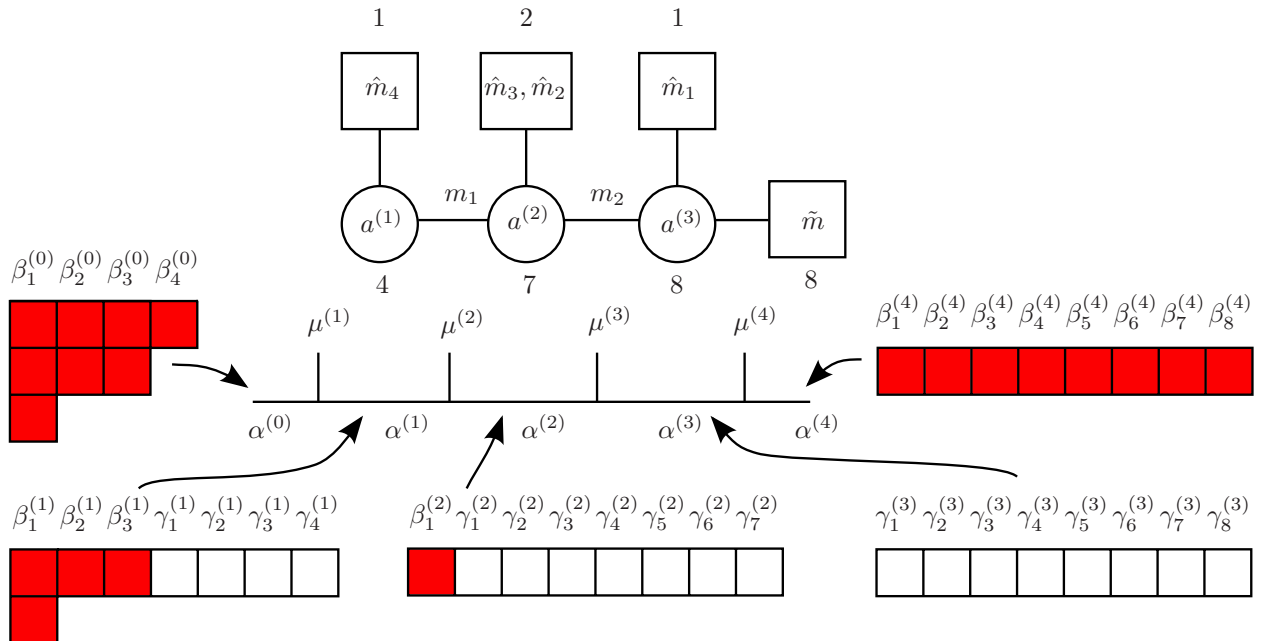 1 2 1
m̂₄ m̂₃, m̂₂ m̂₁
m₁ m₂
a⁽¹⁾ a⁽²⁾ a⁽³⁾ m̃
4 7 8 8
β₁⁽⁰⁾ β₂⁽⁰⁾ β₃⁽⁰⁾ β₄⁽⁰⁾
μ⁽¹⁾ μ⁽²⁾ μ⁽³⁾ μ⁽⁴⁾
β₁⁽⁴⁾ β₂⁽⁴⁾ β₃⁽⁴⁾ β₄⁽⁴⁾ β₅⁽⁴⁾ β₆⁽⁴⁾ β₇⁽⁴⁾ β₈⁽⁴⁾
α⁽⁰⁾ α⁽¹⁾ α⁽²⁾ α⁽³⁾ α⁽⁴⁾
β₁⁽¹⁾ β₂⁽¹⁾ β₃⁽¹⁾ γ₁⁽¹⁾ γ₂⁽¹⁾ γ₃⁽¹⁾ γ₄⁽¹⁾
β₁⁽²⁾ γ₁⁽²⁾ γ₂⁽²⁾ γ₃⁽²⁾ γ₄⁽²⁾ γ₅⁽²⁾ γ₆⁽²⁾ γ₇⁽²⁾
γ₁⁽³⁾ γ₂⁽³⁾ γ₃⁽³⁾ γ₄⁽³⁾ γ₅⁽³⁾ γ₆⁽³⁾ γ₇⁽³⁾ γ₈⁽³⁾